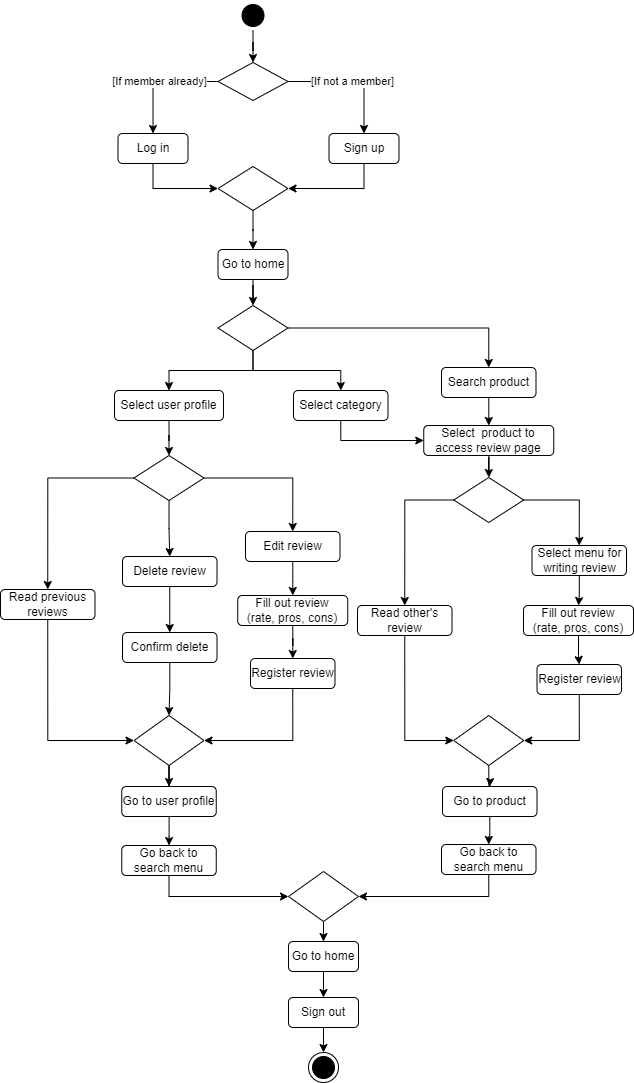 [If member already]
[If not a member]
Log in
Sign up
Go to home
Search product
Select user profile
Select category
Select product to
access review page
Edit review
Select menu for
writing review
Delete review
Read previous
reviews
Fill out review
(rate, pros, cons)
Read other's
review
Fill out review
(rate, pros, cons)
Confirm delete
Register review
Register review
Go to user profile
Go to product
Go back to
search menu
Go back to
search menu
Go to home
Sign out